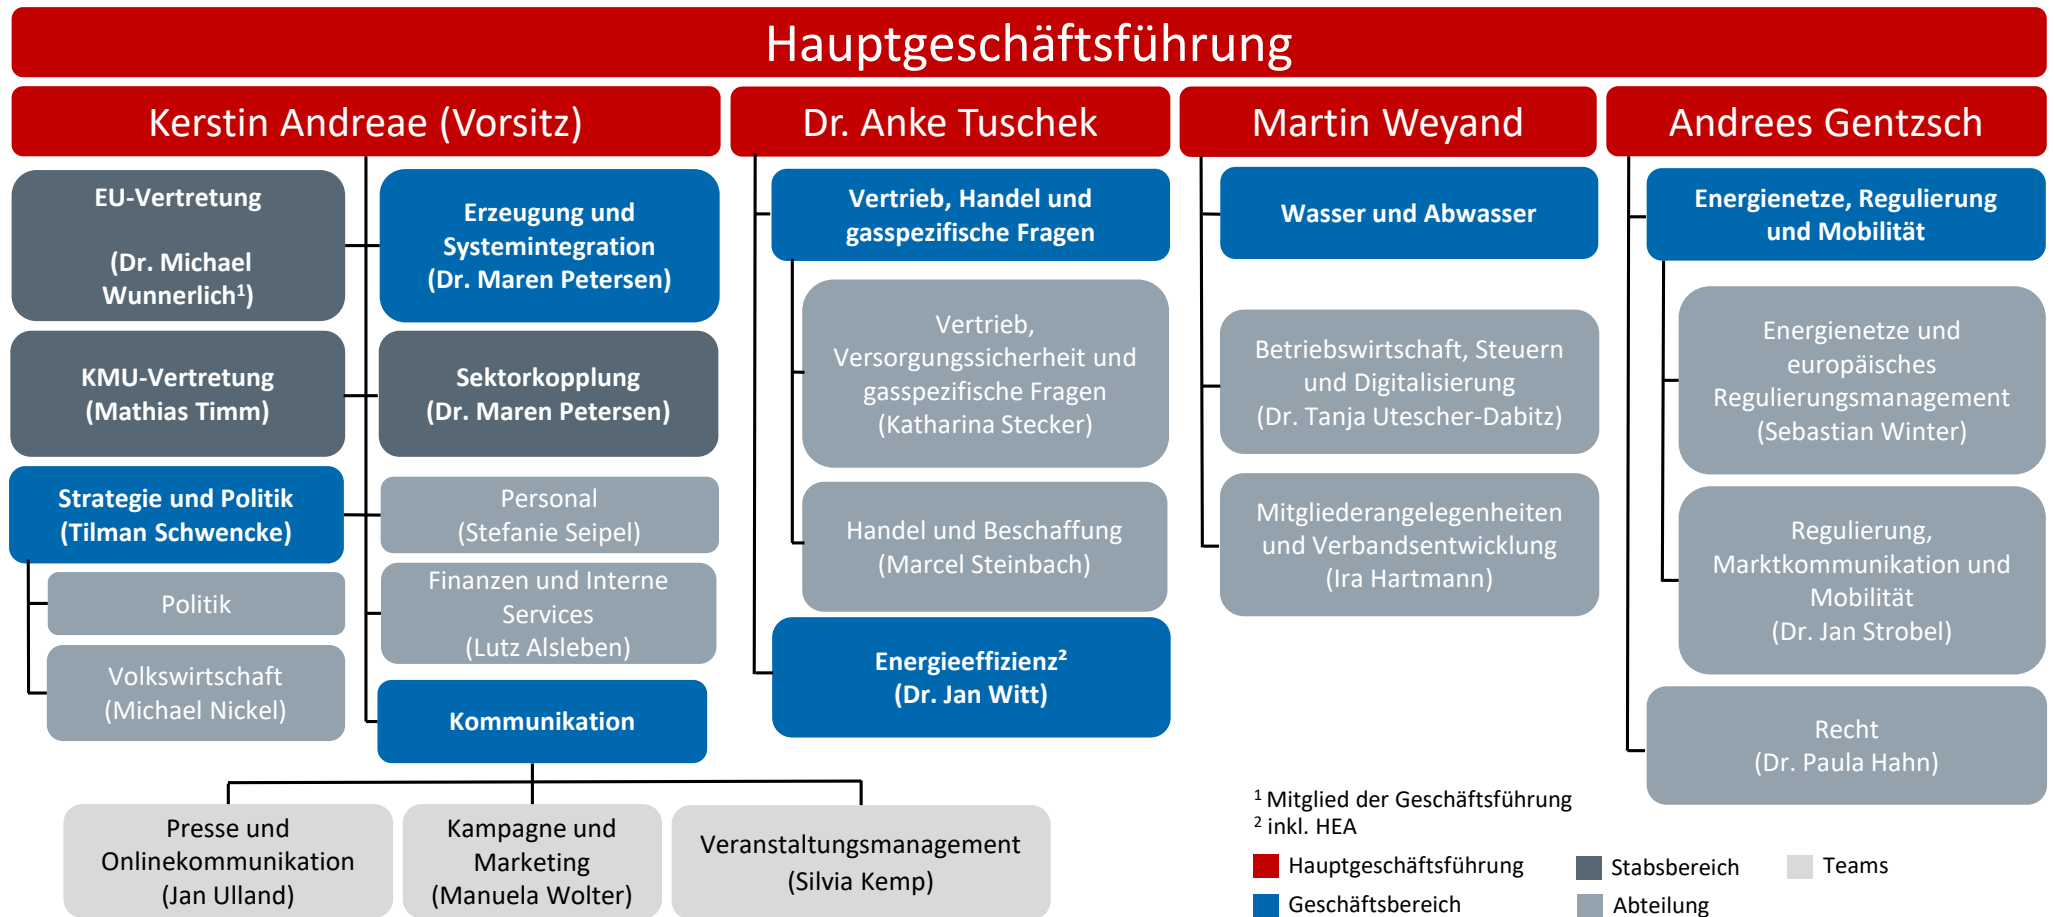 Hauptgeschäftsführung
Kerstin Andreae (Vorsitz)
EU-Vertretung
(Dr. Michael
Wunnerlich¹)
KMU-Vertretung
(Mathias Timm)
Strategie und Politik
(Tilman Schwencke)
Politik
Volkswirtschaft
(Michael Nickel)
Erzeugung und
Systemintegration
(Dr. Maren Petersen)
Sektorkopplung
(Dr. Maren Petersen)
Personal
(Stefanie Seipel)
Finanzen und Interne
Services
(Lutz Alsleben)
Kommunikation
Presse und
Onlinekommunikation
(Jan Ulland)
Kampagne und
Marketing
(Manuela Wolter)
Veranstaltungsmanagement
(Silvia Kemp)
Dr. Anke Tuschek
Vertrieb, Handel und
gasspezifische Fragen
Vertrieb,
Versorgungssicherheit und
gasspezifische Fragen
(Katharina Stecker)
Handel und Beschaffung
(Marcel Steinbach)
Energieeffizienz²
(Dr. Jan Witt)
Martin Weyand
Wasser und Abwasser
Betriebswirtschaft, Steuern
und Digitalisierung
(Dr. Tanja Utescher-Dabitz)
Mitgliederangelegenheiten
und Verbandsentwicklung
(Ira Hartmann)
Andrees Gentzsch
Energienetze, Regulierung
und Mobilität
Energienetze und
europäisches
Regulierungsmanagement
(Sebastian Winter)
Regulierung,
Marktkommunikation und
Mobilität
(Dr. Jan Strobel)
Recht
(Dr. Paula Hahn)
¹ Mitglied der Geschäftsführung
² inkl. HEA
Hauptgeschäftsführung
Stabsbereich
Teams
Geschäftsbereich
Abteilung